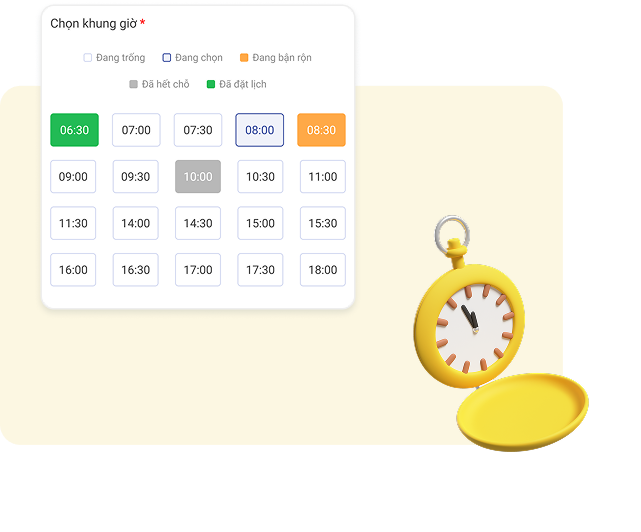 Chọn khung giờ *
Đang trống Đang chọn Đang bận rộn
Đã hết chỗ Đã đặt lịch
06:30 07:00 07:30 08:00 08:30
09:00 09:30 10:00 10:30 11:00
11:30 14:00 14:30 15:00 15:30
16:00 16:30 17:00 17:30 18:00